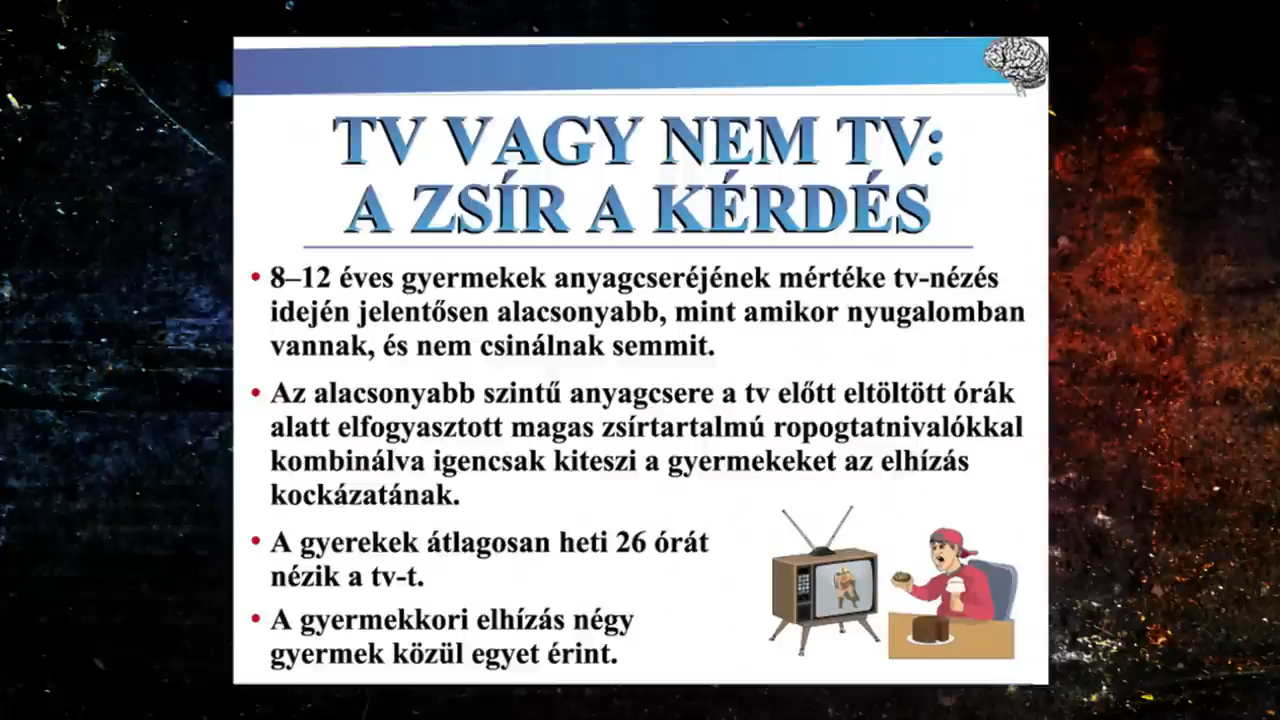 TV VAGY NEM TV:
A ZSÍR A KÉRDÉS
• 8–12 éves gyermekek anyagcseréjének mértéke tv-nézés
idején jelentősen alacsonyabb, mint amikor nyugalomban
vannak, és nem csinálnak semmit.
• Az alacsonyabb szintű anyagcsere a tv előtt eltöltött órák
alatt elfogyasztott magas zsírtartalmú ropogtatnivalókkal
kombinálva igencsak kiteszi a gyermekeket az elhízás
kockázatának.
• A gyerekek átlagosan heti 26 órát
nézik a tv-t.
• A gyermekkori elhízás négy
gyermek közül egyet érint.